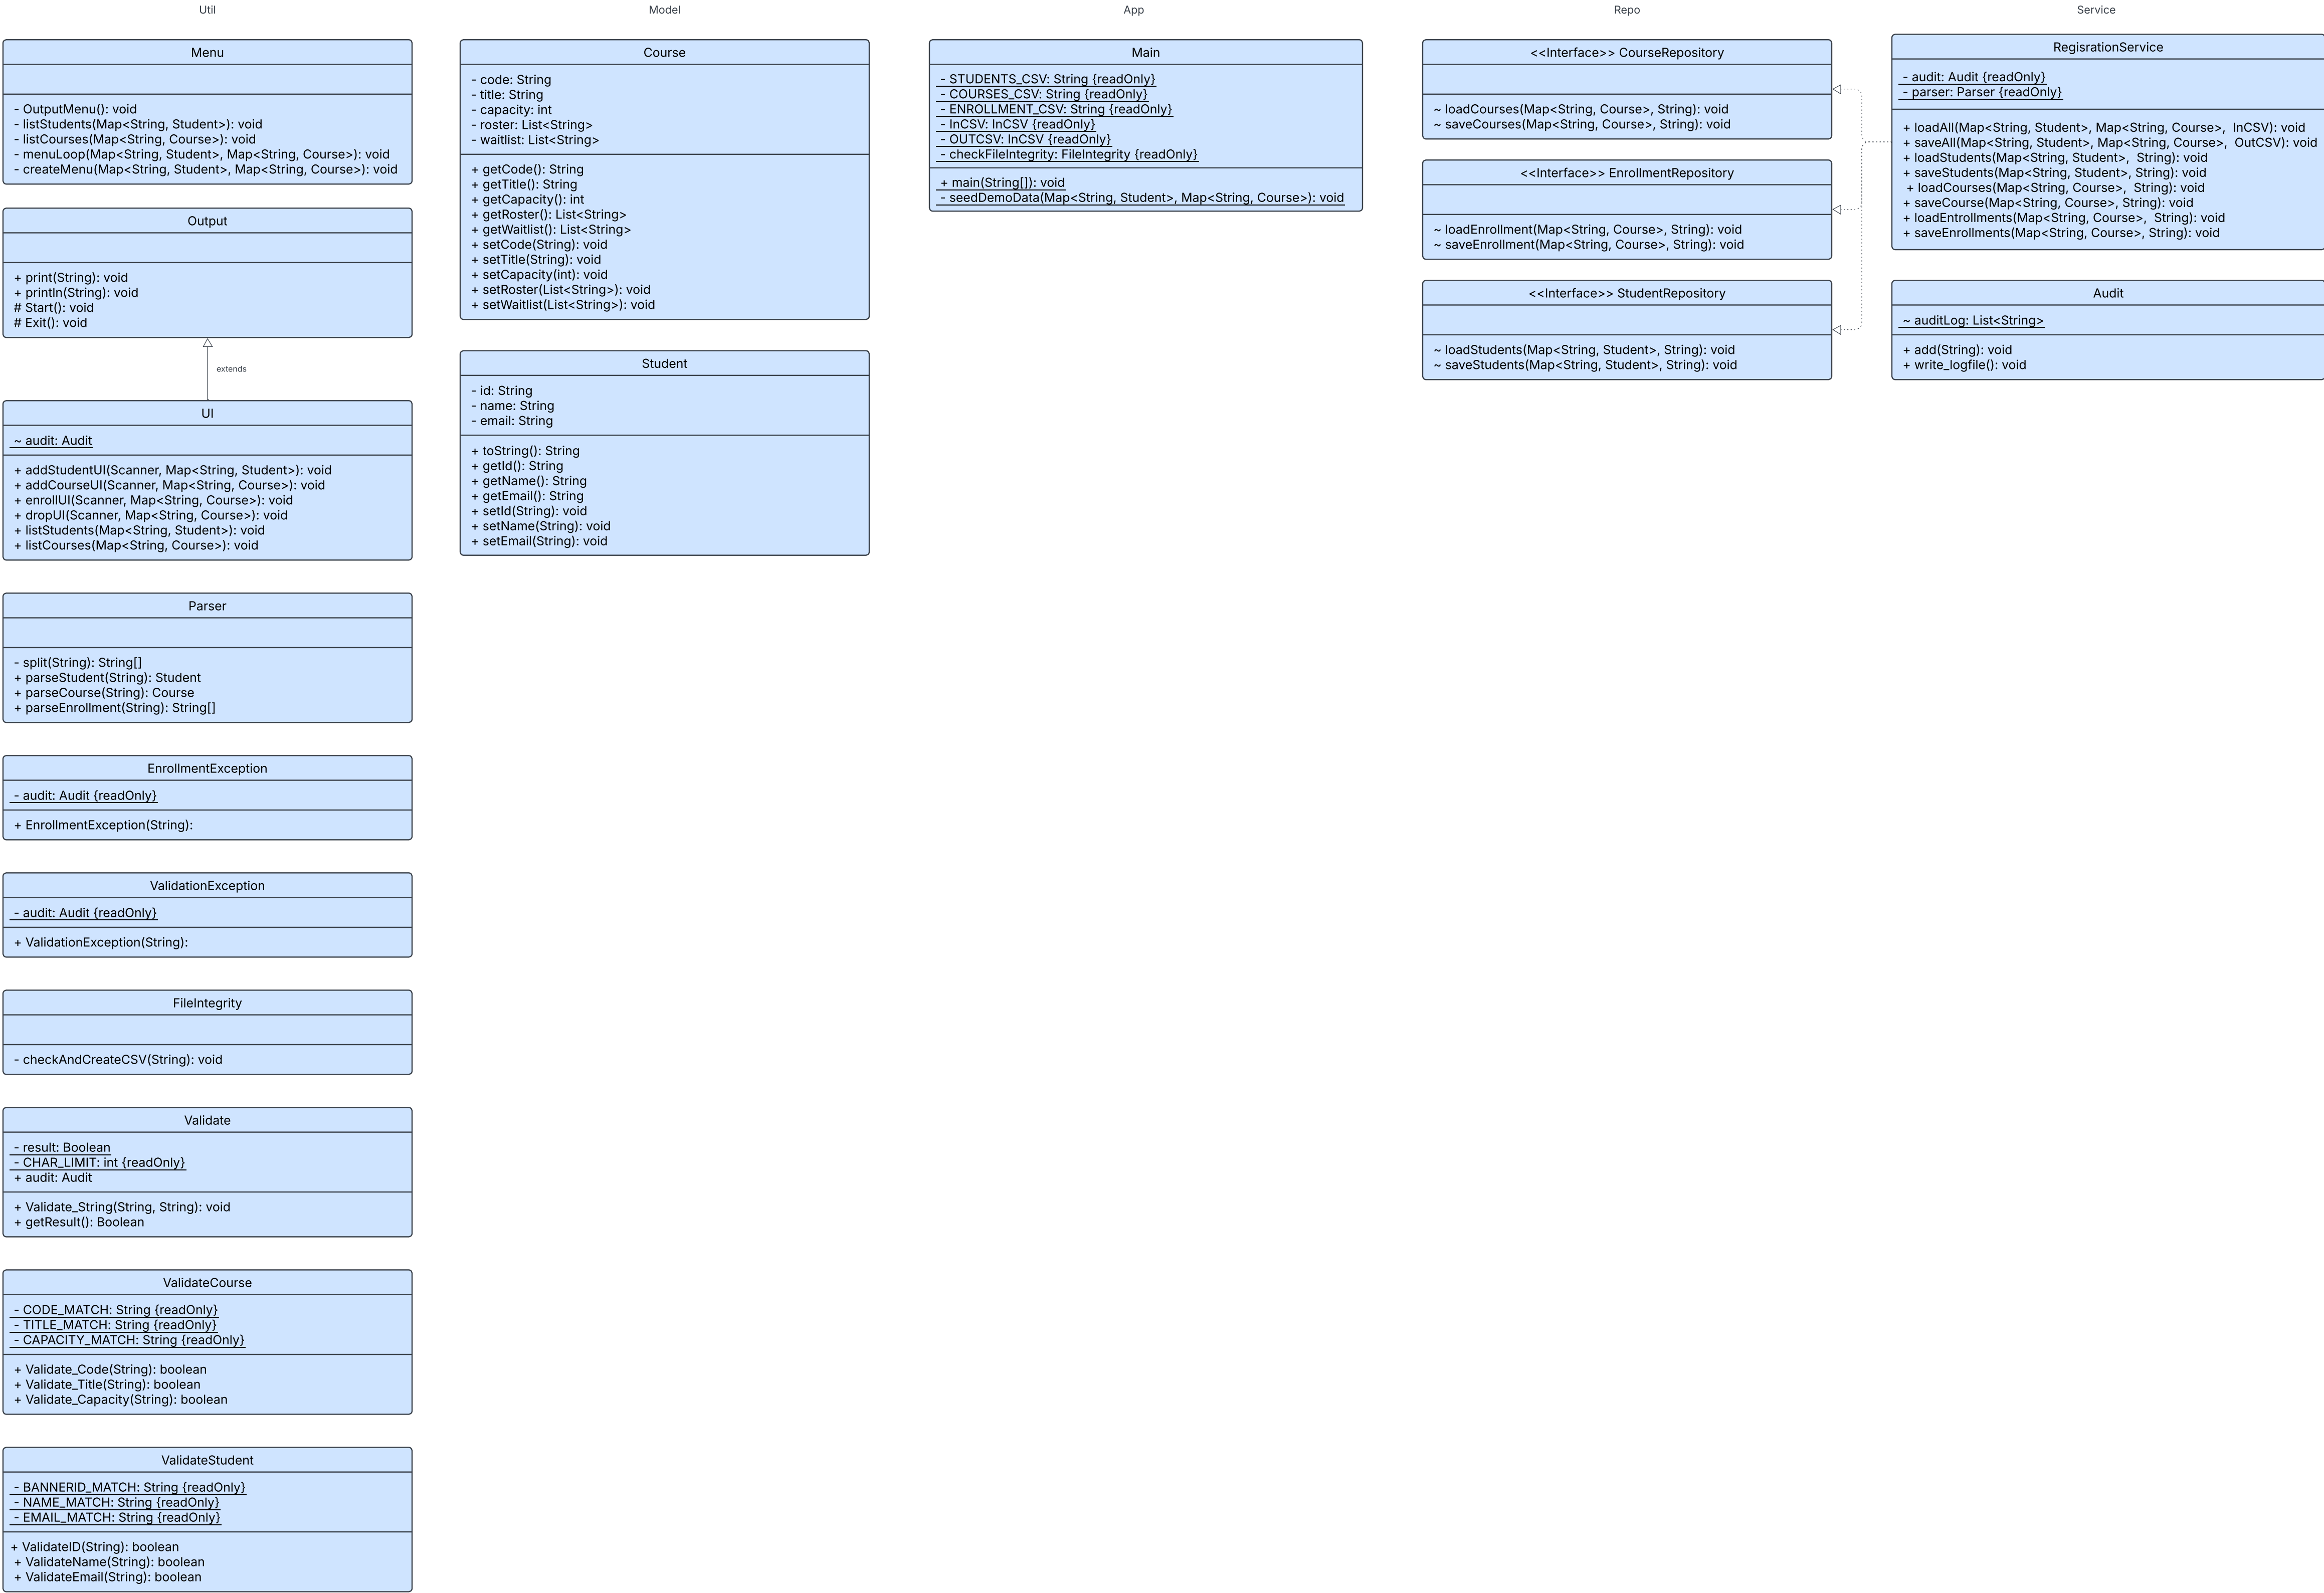 Util
Menu
- OutputMenu(): void
- listStudents(Map<String, Student>): void
- listCourses(Map<String, Course>): void
- menuLoop(Map<String, Student>, Map<String, Course>): void
- createMenu(Map<String, Student>, Map<String, Course>): void
Output
+ print(String): void
+ println(String): void
# Start(): void
# Exit(): void
extends
UI
~ audit: Audit
+ addStudentUI(Scanner, Map<String, Student>): void
+ addCourseUI(Scanner, Map<String, Course>): void
+ enrollUI(Scanner, Map<String, Course>): void
+ dropUI(Scanner, Map<String, Course>): void
+ listStudents(Map<String, Student>): void
+ listCourses(Map<String, Course>): void
Parser
- split(String): String[]
+ parseStudent(String): Student
+ parseCourse(String): Course
+ parseEnrollment(String): String[]
EnrollmentException
- audit: Audit {readOnly}
+ EnrollmentException(String):
ValidationException
- audit: Audit {readOnly}
+ ValidationException(String):
FileIntegrity
- checkAndCreateCSV(String): void
Validate
- result: Boolean
- CHAR_LIMIT: int {readOnly}
+ audit: Audit
+ Validate_String(String, String): void
+ getResult(): Boolean
ValidateCourse
- CODE_MATCH: String {readOnly}
- TITLE_MATCH: String {readOnly}
- CAPACITY_MATCH: String {readOnly}
+ Validate_Code(String): boolean
+ Validate_Title(String): boolean
+ Validate_Capacity(String): boolean
ValidateStudent
- BANNERID_MATCH: String {readOnly}
- NAME_MATCH: String {readOnly}
- EMAIL_MATCH: String {readOnly}
+ ValidateID(String): boolean
+ ValidateName(String): boolean
+ ValidateEmail(String): boolean
Model
Course
- code: String
- title: String
- capacity: int
- roster: List<String>
- waitlist: List<String>
+ getCode(): String
+ getTitle(): String
+ getCapacity(): int
+ getRoster(): List<String>
+ getWaitlist(): List<String>
+ setCode(String): void
+ setTitle(String): void
+ setCapacity(int): void
+ setRoster(List<String>): void
+ setWaitlist(List<String>): void
Student
- id: String
- name: String
- email: String
+ toString(): String
+ getId(): String
+ getName(): String
+ getEmail(): String
+ setId(String): void
+ setName(String): void
+ setEmail(String): void
App
Main
- STUDENTS_CSV: String {readOnly}
- COURSES_CSV: String {readOnly}
- ENROLLMENT_CSV: String {readOnly}
- InCSV: InCSV {readOnly}
- OUTCSV: InCSV {readOnly}
- checkFileIntegrity: FileIntegrity {readOnly}
+ main(String[]): void
- seedDemoData(Map<String, Student>, Map<String, Course>): void
Repo
<<Interface>> CourseRepository
~ loadCourses(Map<String, Course>, String): void
~ saveCourses(Map<String, Course>, String): void
<<Interface>> EnrollmentRepository
~ loadEnrollment(Map<String, Course>, String): void
~ saveEnrollment(Map<String, Course>, String): void
<<Interface>> StudentRepository
~ loadStudents(Map<String, Student>, String): void
~ saveStudents(Map<String, Student>, String): void
Service
RegisrationService
- audit: Audit {readOnly}
- parser: Parser {readOnly}
+ loadAll(Map<String, Student>, Map<String, Course>, InCSV): void
+ saveAll(Map<String, Student>, Map<String, Course>, OutCSV): void
+ loadStudents(Map<String, Student>, String): void
+ saveStudents(Map<String, Student>, String): void
+ loadCourses(Map<String, Course>, String): void
+ saveCourse(Map<String, Course>, String): void
+ loadEntrollments(Map<String, Course>, String): void
+ saveEnrollments(Map<String, Course>, String): void
Audit
~ auditLog: List<String>
+ add(String): void
+ write_logfile(): void